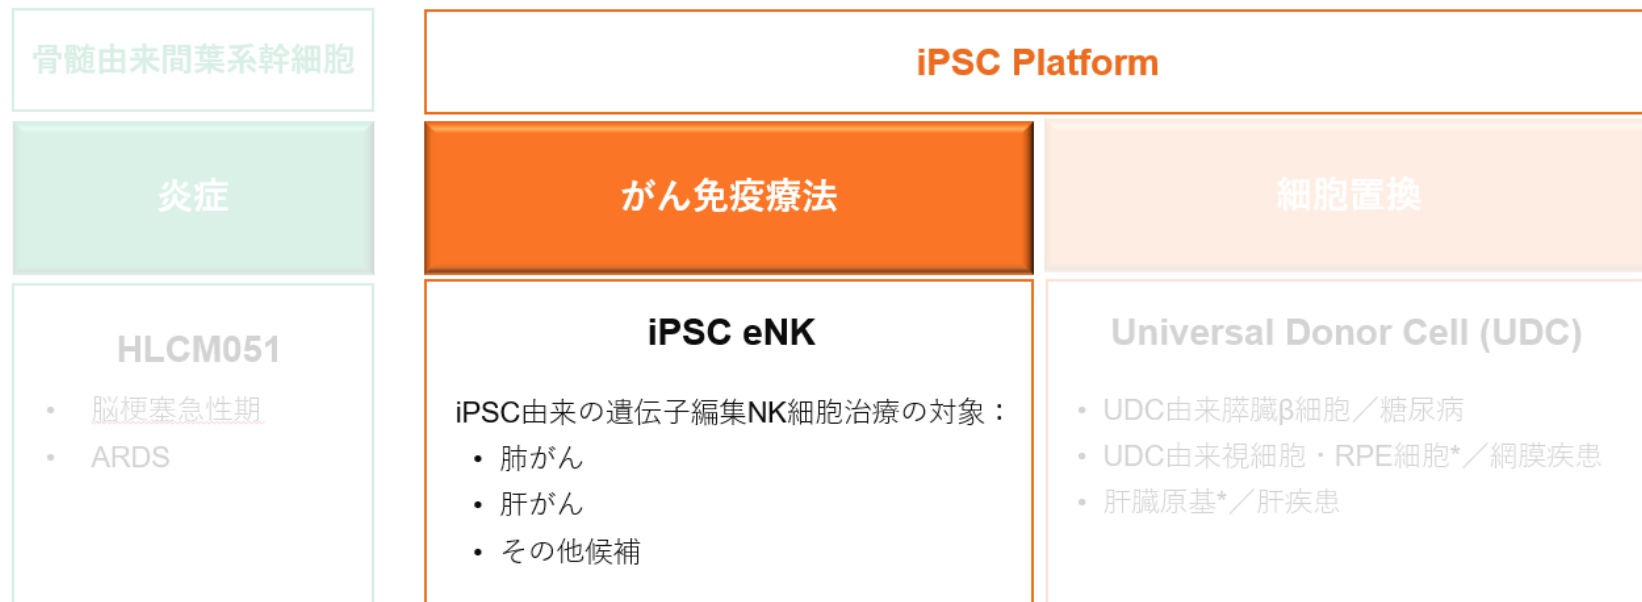 骨髄由来間葉系幹細胞
炎症
HLCM051
• 脳梗塞急性期
• ARDS
iPSC Platform
がん免疫療法
iPSC eNK
iPSC由来の遺伝子編集NK細胞治療の対象：
• 肺がん
• 肝がん
• その他候補
細胞置換
Universal Donor Cell (UDC)
• UDC由来膵臓β細胞／糖尿病
• UDC由来視細胞・RPE細胞*／網膜疾患
• 肝臓原基*／肝疾患